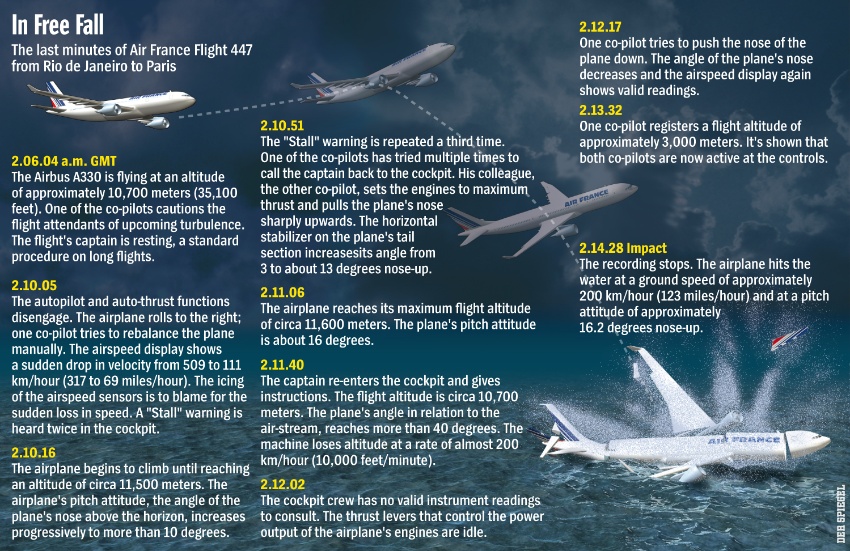 In Free Fall
The last minutes of Air France Flight 447
from Rio de Janeiro to Paris
2.06.04 a.m. GMT
The Airbus A330 is flying at an altitude
of approximately 10,700 meters (35,100
feet). One of the co-pilots cautions the
flight attendants of upcoming turbulence.
The flight's captain is resting, a standard
procedure on long flights.
2.10.05
The autopilot and auto-thrust functions
disengage. The airplane rolls to the right;
one co-pilot tries to rebalance the plane
manually. The airspeed display shows
a sudden drop in velocity from 509 to 111
km/hour (317 to 69 miles/hour). The icing
of the airspeed sensors is to blame for the
sudden loss in speed. A "Stall" warning is
heard twice in the cockpit.
2.10.16
The airplane begins to climb until reaching
an altitude of circa 11,500 meters. The
airplane's pitch attitude, the angle of the
plane's nose above the horizon, increases
progressively to more than 10 degrees.
2.10.51
The "Stall" warning is repeated a third time.
One of the co-pilots has tried multiple times to
call the captain back to the cockpit. His colleague,
the other co-pilot, sets the engines to maximum
thrust and pulls the plane's nose
sharply upwards. The horizontal
stabilizer on the plane's tail
section increasesits angle from
3 to about 13 degrees nose-up.
2.11.06
The airplane reaches its maximum flight altitude
of circa 11,600 meters. The plane's pitch attitude
is about 16 degrees.
2.11.40
The captain re-enters the cockpit and gives
instructions. The flight altitude is circa 10,700
meters. The plane's angle in relation to the
air-stream, reaches more than 40 degrees. The
machine loses altitude at a rate of almost 200
km/hour (10,000 feet/minute).
2.12.02
The cockpit crew has no valid instrument readings
to consult. The thrust levers that control the power
output of the airplane's engines are idle.
2.12.17
One co-pilot tries to push the nose of the
plane down. The angle of the plane's nose
decreases and the airspeed display again
shows valid readings.
2.13.32
One co-pilot registers a flight altitude of
approximately 3,000 meters. It's shown that
both co-pilots are now active at the controls.
AIR FRANCE
2.14.28 Impact
The recording stops. The airplane hits the
water at a ground speed of approximately
200 km/hour (123 miles/hour) and at a pitch
attitude of approximately
16.2 degrees nose-up.
AIR FRANCE
DER SPIEGEL